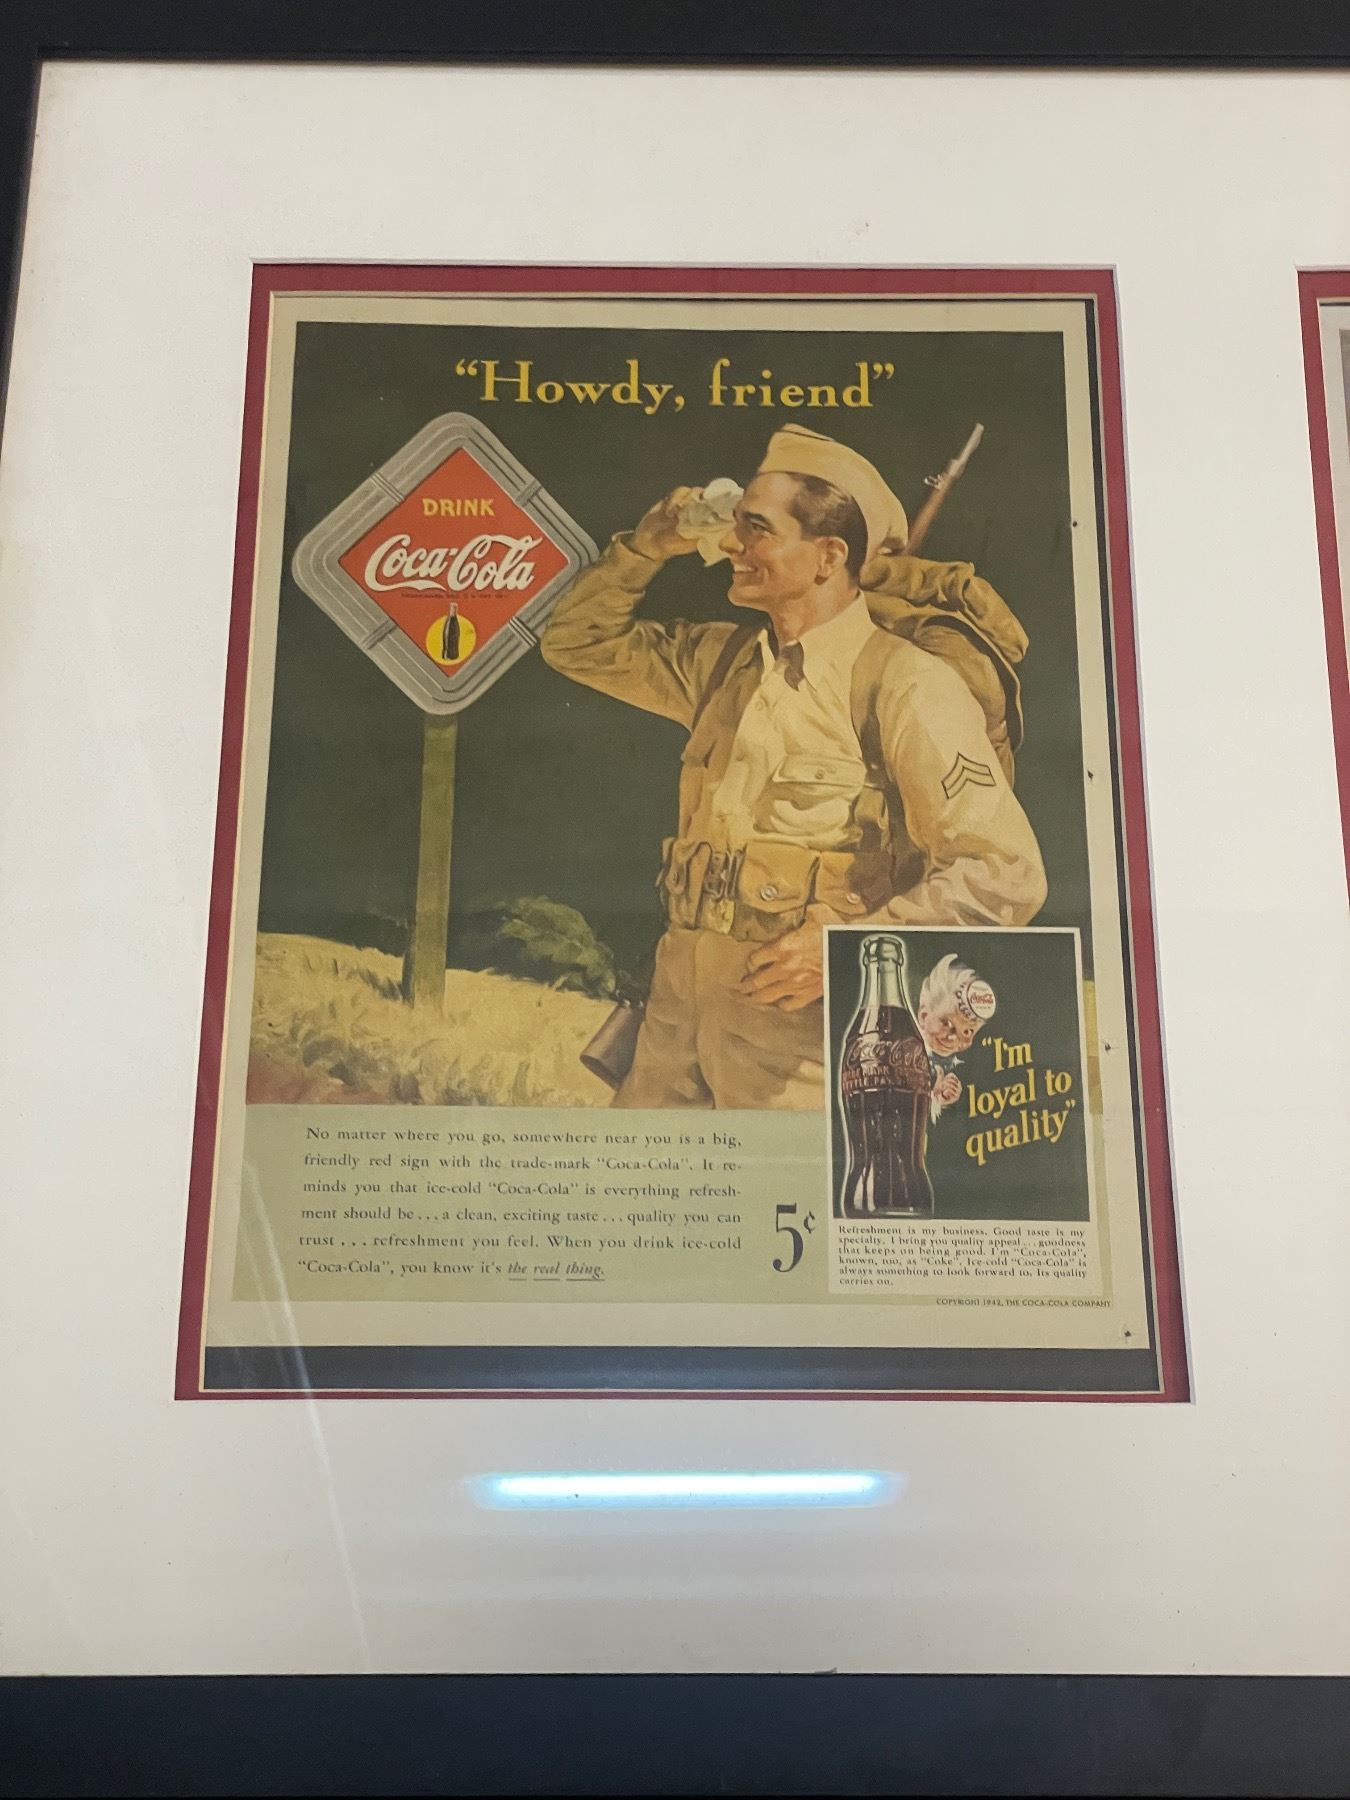 "Howdy, friend"
DRINK
Coca-Cola
No matter where you go, somewhere near you is a big,
friendly red sign with the trade-mark "Coca-Cola". It re-
minds you that ice-cold "Coca-Cola" is everything refresh-
ment should be . . . a clean, exciting taste . . . quality you can
trust . . . refreshment you feel. When you drink ice-cold
"Coca-Cola", you know it's the real thing.
5¢
Coca-Cola
"I'm
loyal to
quality"
Refreshment is my business. Good taste is my
specialty. I bring you quality appeal . . . goodness
that keeps on being good. I'm "Coca-Cola",
known, too, as "Coke". Ice-cold "Coca-Cola" is
always something to look forward to. Its quality
carries on.
COPYRIGHT 1942, THE COCA-COLA COMPANY